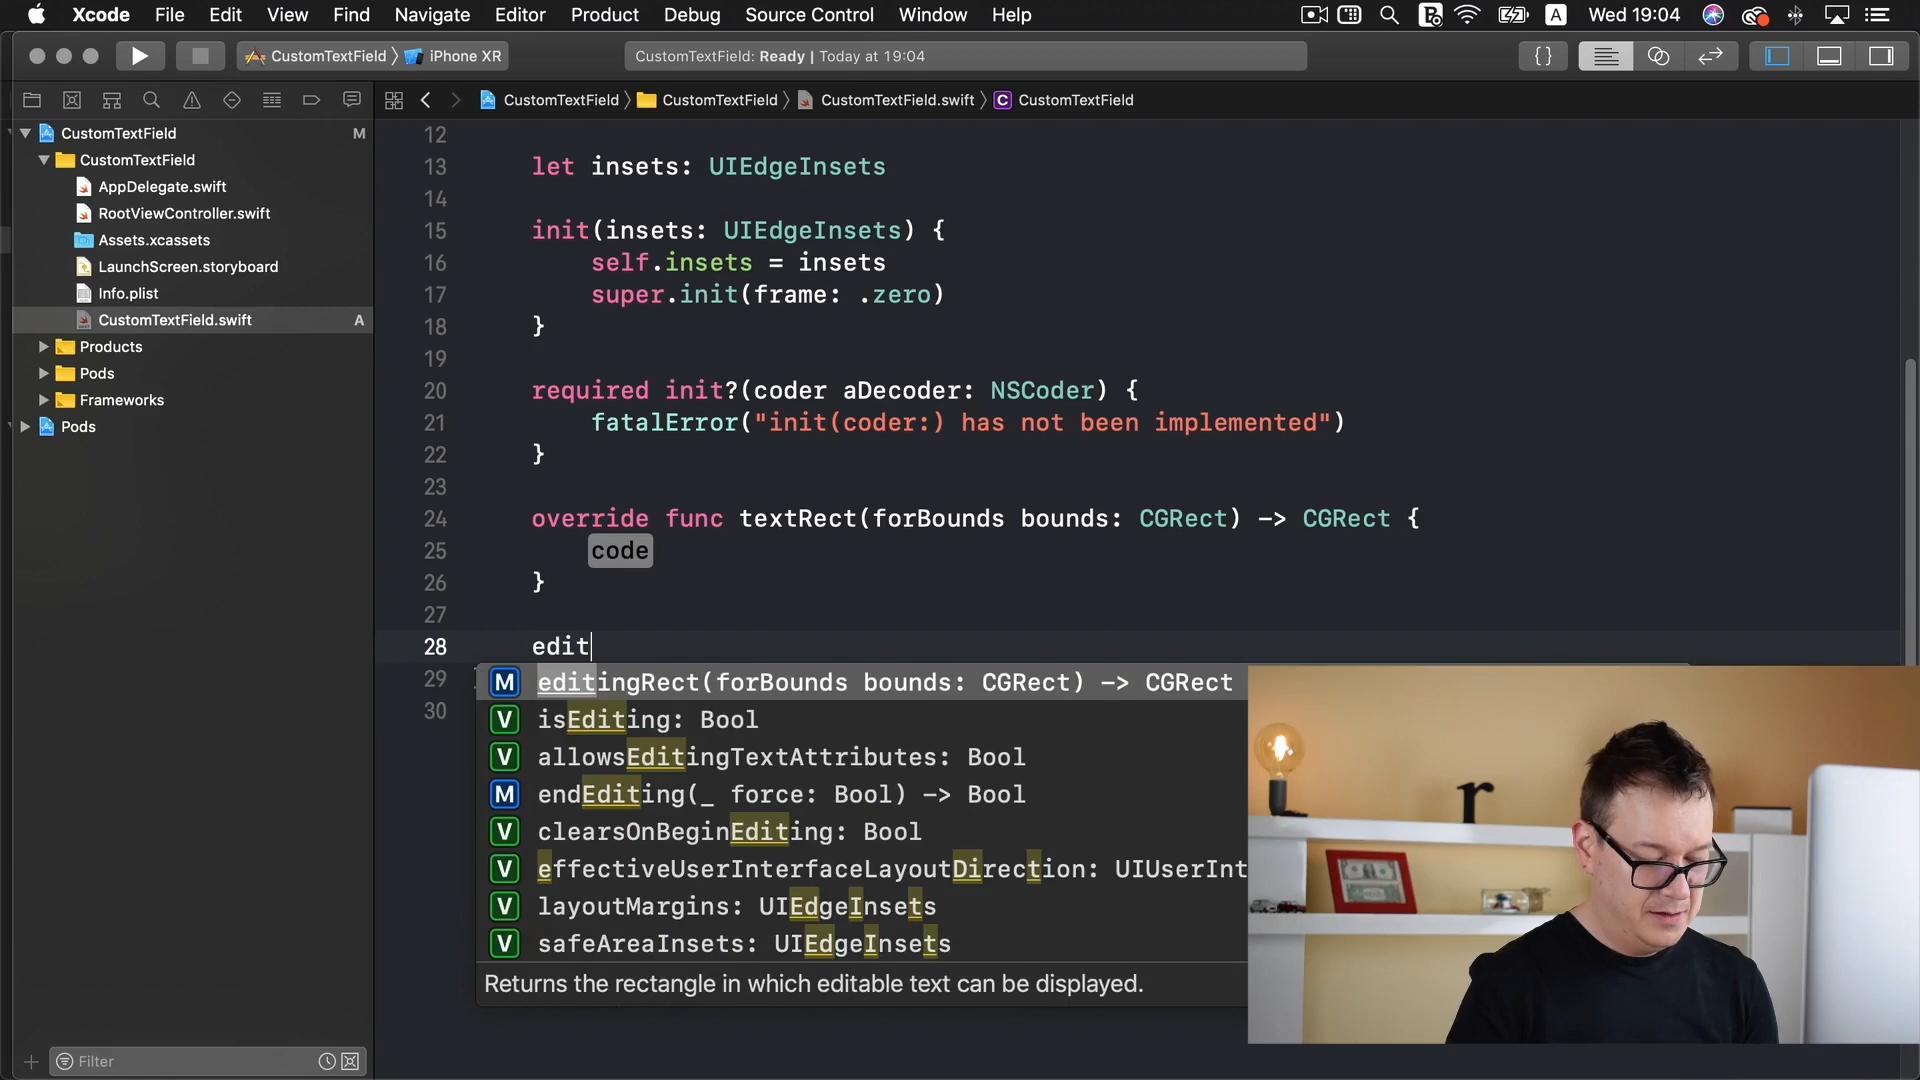 Xcode File Edit View Find Navigate Editor Product Debug Source Control Window Help A Wed 19:04
CustomTextField iPhone XR CustomTextField: Ready | Today at 19:04 {}
CustomTextField CustomTextField CustomTextField.swift C CustomTextField
CustomTextField M
CustomTextField
AppDelegate.swift
RootViewController.swift
Assets.xcassets
LaunchScreen.storyboard
Info.plist
CustomTextField.swift A
Products
Pods
Frameworks
Pods
Filter
12
13 let insets: UIEdgeInsets
14
15 init(insets: UIEdgeInsets) {
16 self.insets = insets
17 super.init(frame: .zero)
18 }
19
20 required init?(coder aDecoder: NSCoder) {
21 fatalError("init(coder:) has not been implemented")
22 }
23
24 override func textRect(forBounds bounds: CGRect) -> CGRect {
25 code
26 }
27
28 edit
29
30
M editingRect(forBounds bounds: CGRect) -> CGRect
V isEditing: Bool
V allowsEditingTextAttributes: Bool
M endEditing(_ force: Bool) -> Bool
V clearsOnBeginEditing: Bool
V effectiveUserInterfaceLayoutDirection: UIUserInt
V layoutMargins: UIEdgeInsets
V safeAreaInsets: UIEdgeInsets
Returns the rectangle in which editable text can be displayed.
r